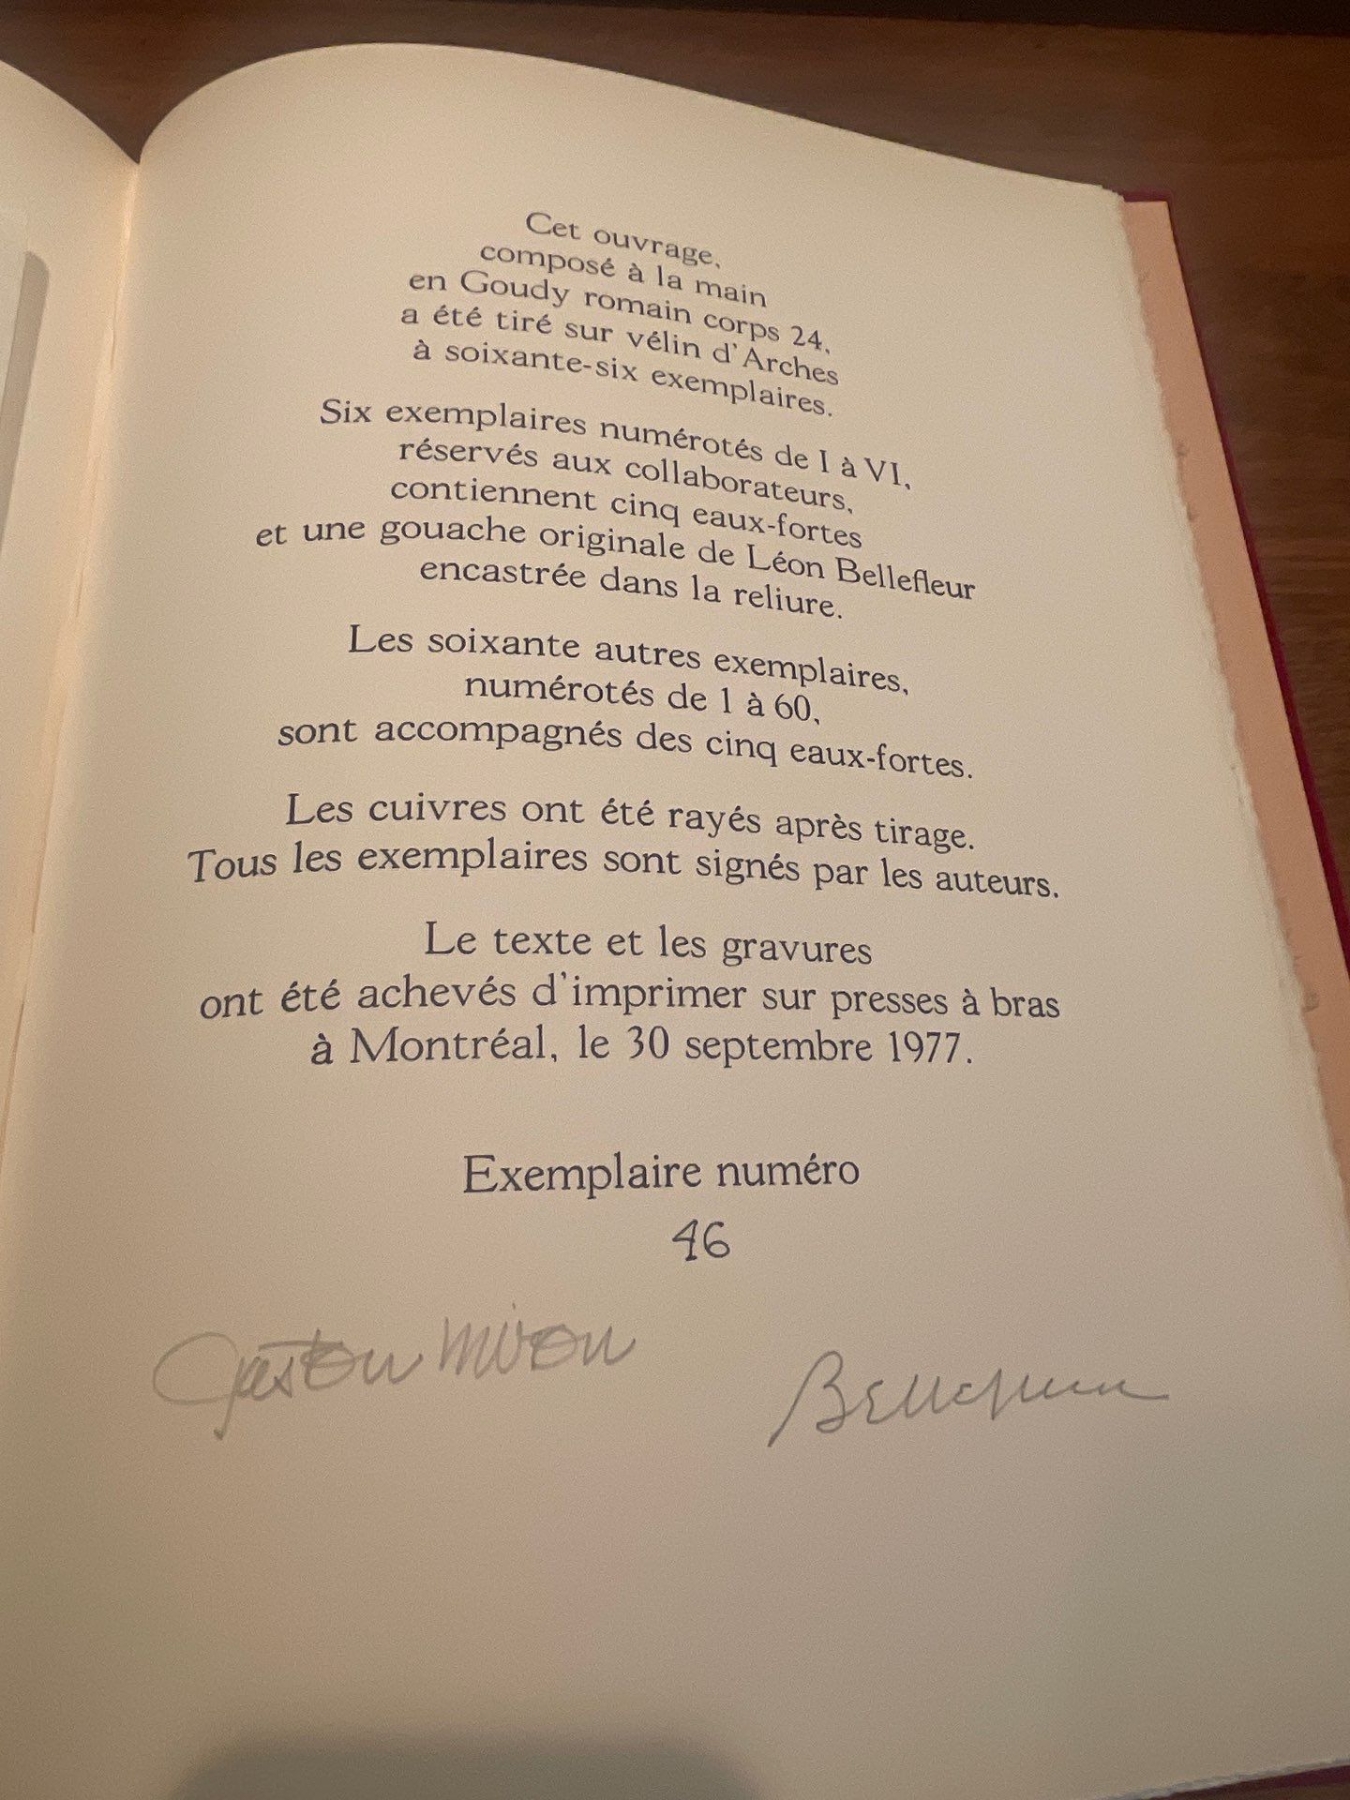 Cet ouvrage,
composé à la main
en Goudy romain corps 24,
a été tiré sur vélin d'Arches
à soixante-six exemplaires.
Six exemplaires numérotés de I à VI,
réservés aux collaborateurs,
contiennent cinq eaux-fortes
et une gouache originale de Léon Bellefleur
encastrée dans la reliure.
Les soixante autres exemplaires,
numérotés de 1 à 60,
sont accompagnés des cinq eaux-fortes.
Les cuivres ont été rayés après tirage.
Tous les exemplaires sont signés par les auteurs.
Le texte et les gravures
ont été achevés d'imprimer sur presses à bras
à Montréal, le 30 septembre 1977.
Exemplaire numéro
46
Gaston Miron
Bellefleur